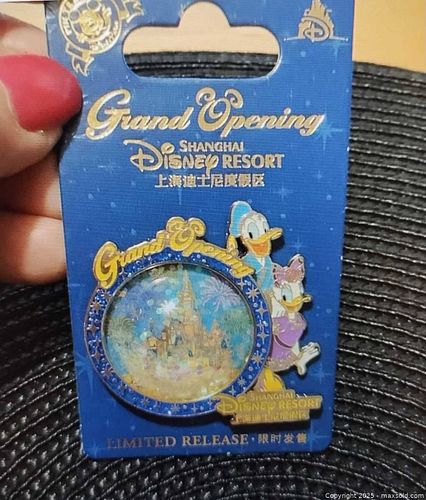 Grand Opening
SHANGHAI
Disney RESORT
上海迪士尼度假区
Grand Opening
SHANGHAI
Disney RESORT
上海迪士尼度假区
LIMITED RELEASE • 限时发售
Copyright 2025 - maxsold.com